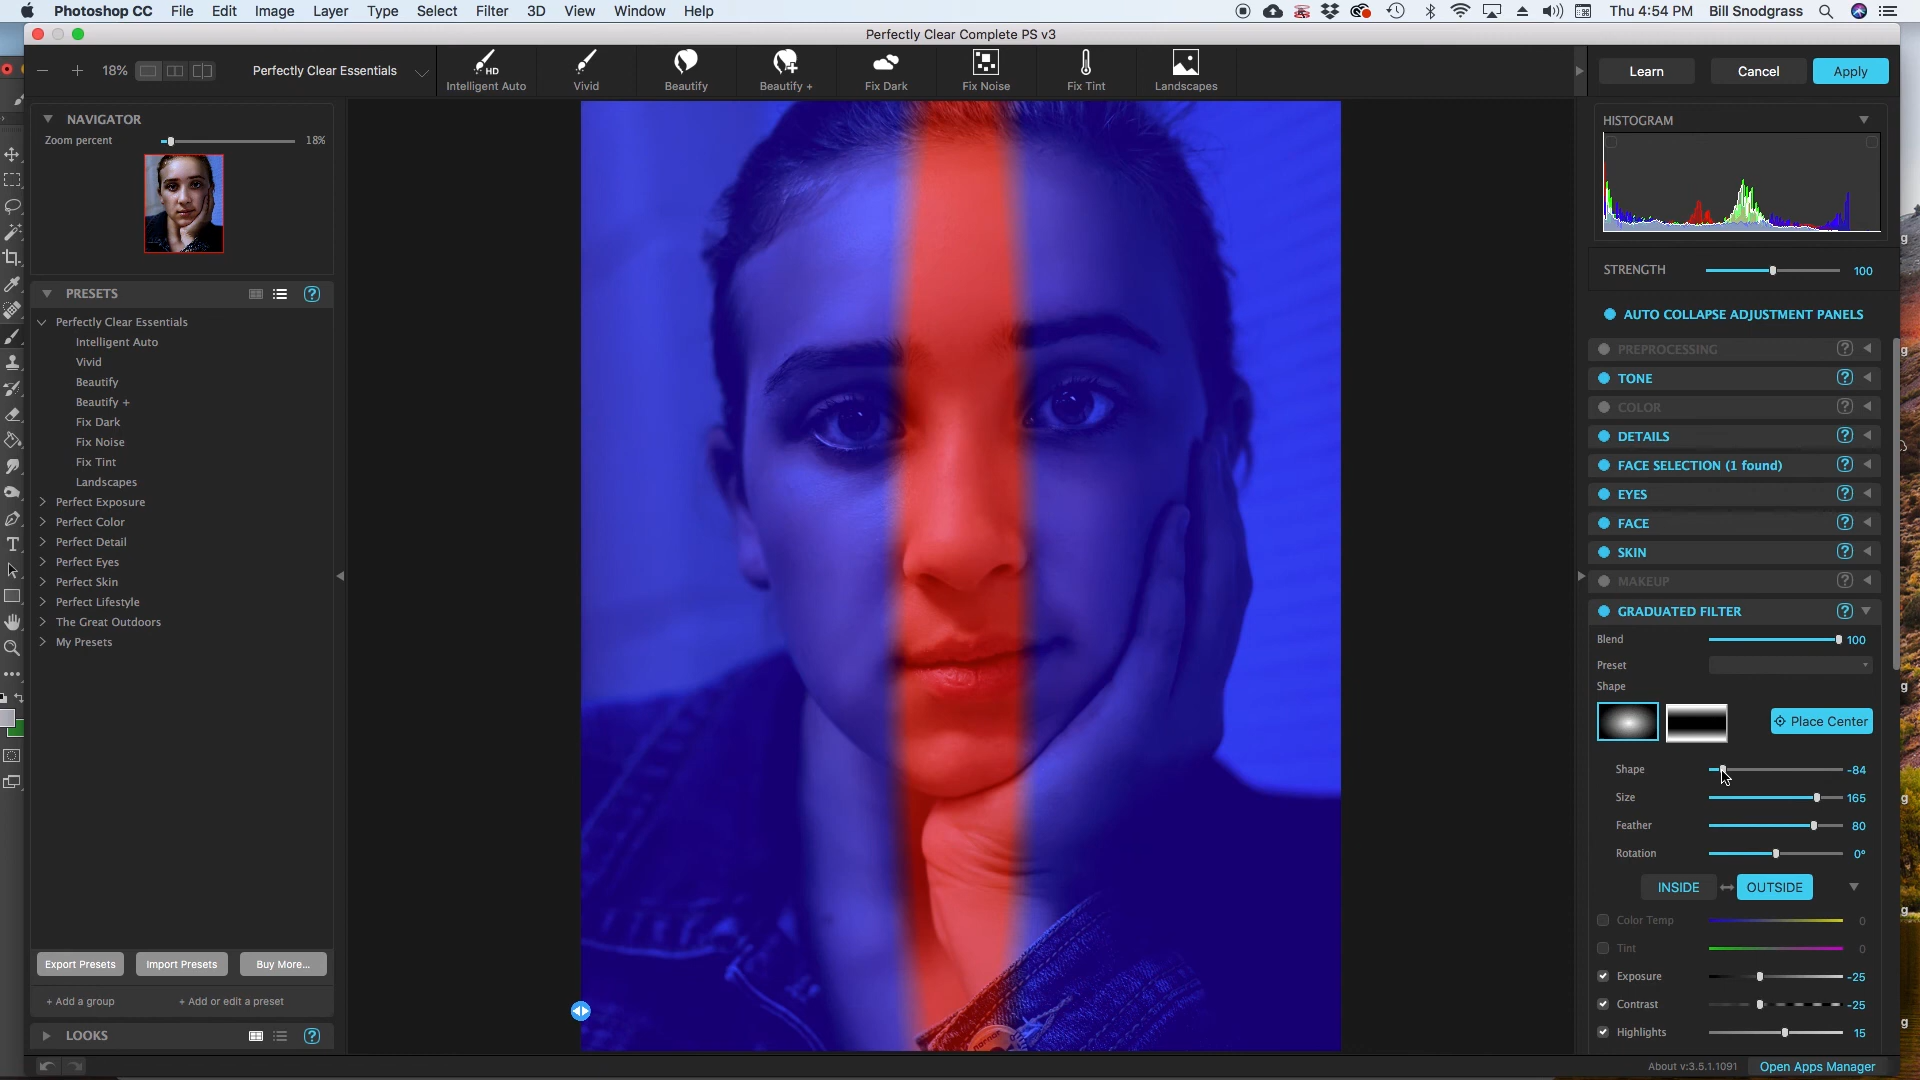 Photoshop CC File Edit Image Layer Type Select Filter 3D View Window Help Thu 4:54 PM Bill Snodgrass
Perfectly Clear Complete PS v3
18% Perfectly Clear Essentials
HD
Intelligent Auto Vivid Beautify Beautify + Fix Dark Fix Noise Fix Tint Landscapes
Learn Cancel Apply
NAVIGATOR
Zoom percent 18%
PRESETS ?
Perfectly Clear Essentials
Intelligent Auto
Vivid
Beautify
Beautify +
Fix Dark
Fix Noise
Fix Tint
Landscapes
Perfect Exposure
Perfect Color
Perfect Detail
Perfect Eyes
Perfect Skin
Perfect Lifestyle
The Great Outdoors
My Presets
Export Presets Import Presets Buy More...
+ Add a group + Add or edit a preset
LOOKS ?
HISTOGRAM
STRENGTH 100
AUTO COLLAPSE ADJUSTMENT PANELS
PREPROCESSING ?
TONE ?
COLOR ?
DETAILS ?
FACE SELECTION (1 found) ?
EYES ?
FACE ?
SKIN ?
MAKEUP ?
GRADUATED FILTER ?
Blend 100
Preset
Shape
Place Center
Shape -84
Size 165
Feather 80
Rotation 0°
INSIDE OUTSIDE
Color Temp 0
Tint 0
Exposure -25
Contrast -25
Highlights 15
About v:3.5.1.1091 Open Apps Manager